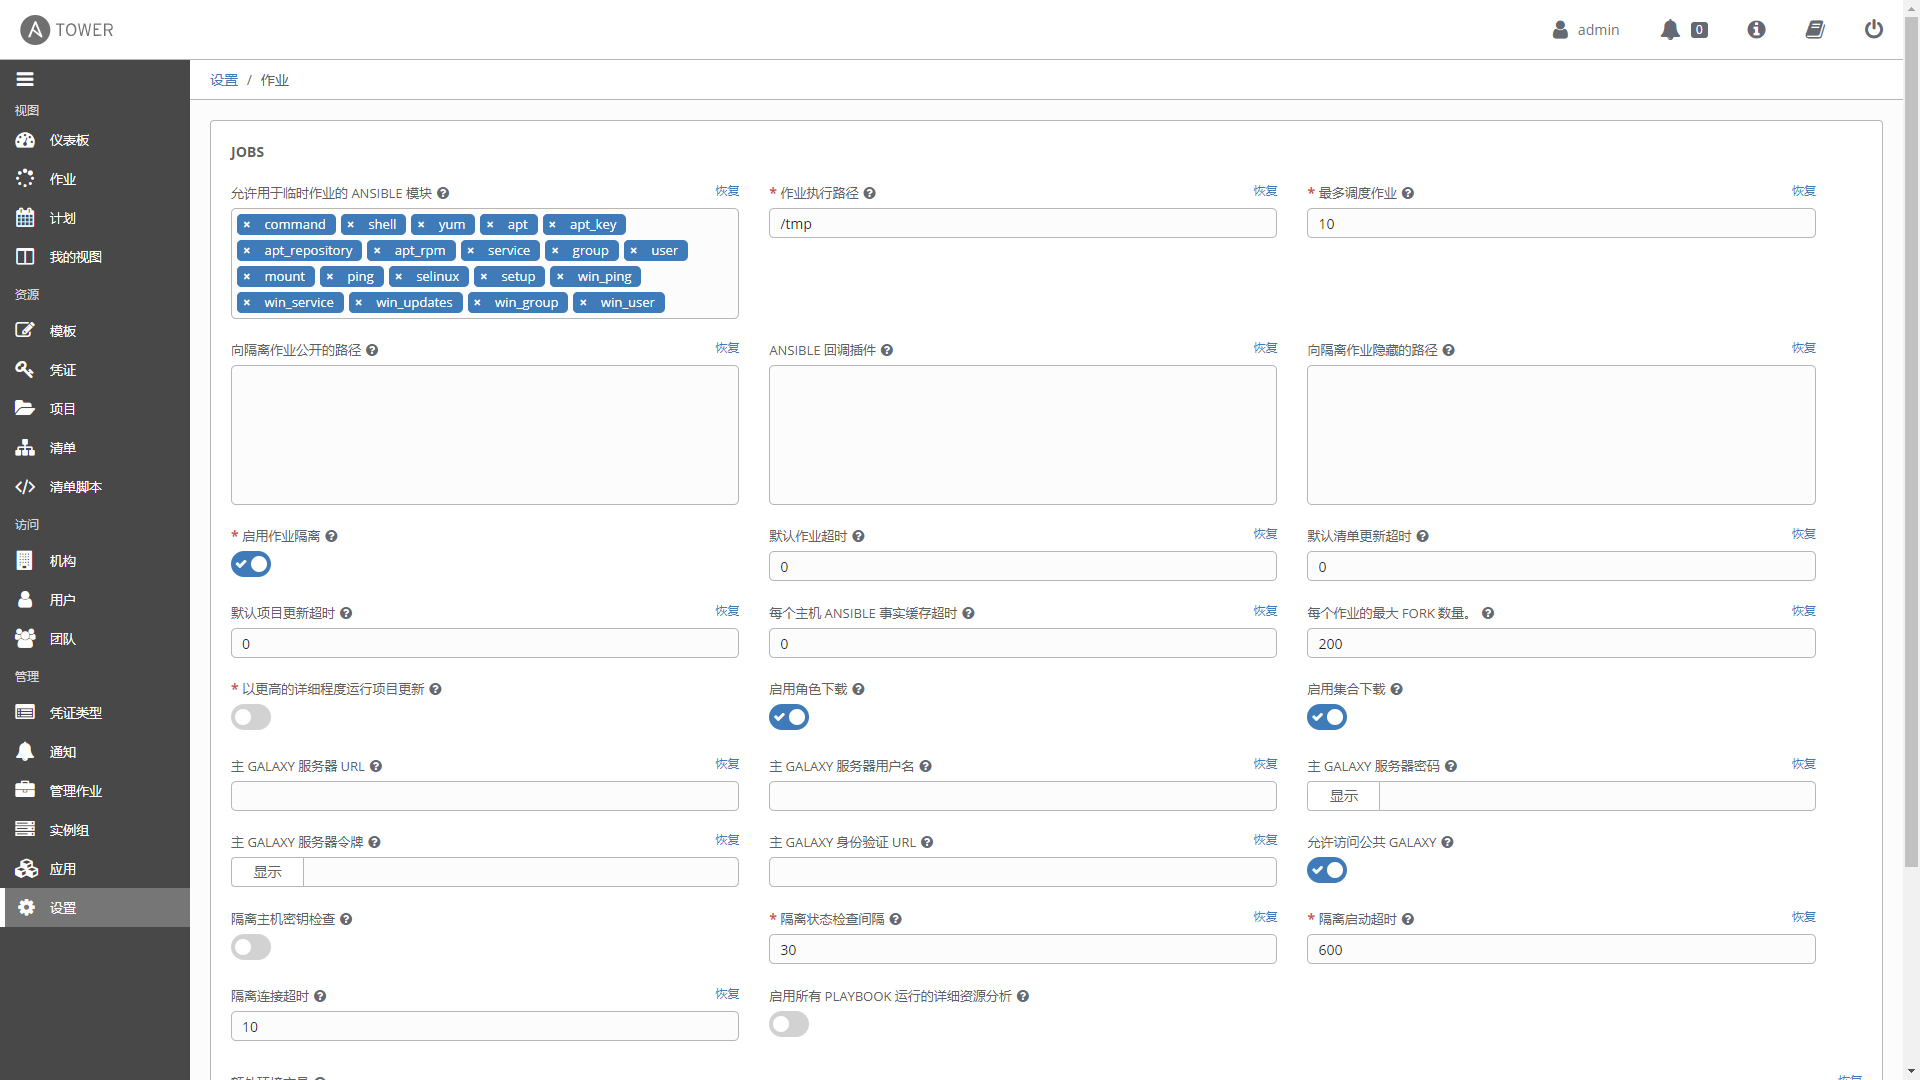 TOWER
admin
0
视图
仪表板
作业
计划
我的视图
资源
模板
凭证
项目
清单
清单脚本
访问
机构
用户
团队
管理
凭证类型
通知
管理作业
实例组
应用
设置
设置 / 作业
JOBS
允许用于临时作业的 ANSIBLE 模块 恢复
× command × shell × yum × apt × apt_key
× apt_repository × apt_rpm × service × group × user
× mount × ping × selinux × setup × win_ping
× win_service × win_updates × win_group × win_user
* 作业执行路径 恢复
/tmp
* 最多调度作业 恢复
10
向隔离作业公开的路径 恢复
ANSIBLE 回调插件 恢复
向隔离作业隐藏的路径 恢复
* 启用作业隔离
默认作业超时 恢复
0
默认清单更新超时 恢复
0
默认项目更新超时 恢复
0
每个主机 ANSIBLE 事实缓存超时 恢复
0
每个作业的最大 FORK 数量。 恢复
200
* 以更高的详细程度运行项目更新
启用角色下载
启用集合下载
主 GALAXY 服务器 URL 恢复
主 GALAXY 服务器用户名 恢复
主 GALAXY 服务器密码 恢复
显示
主 GALAXY 服务器令牌 恢复
显示
主 GALAXY 身份验证 URL 恢复
允许访问公共 GALAXY
隔离主机密钥检查
* 隔离状态检查间隔 恢复
30
* 隔离启动超时 恢复
600
隔离连接超时 恢复
10
启用所有 PLAYBOOK 运行的详细资源分析